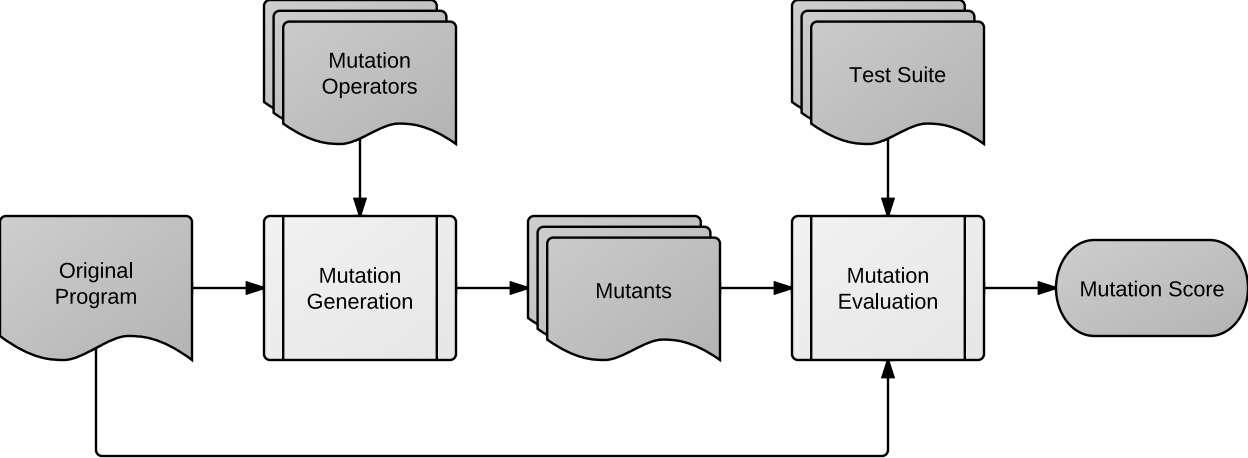 Mutation
Operators
Test Suite
Original
Program
Mutation
Generation
Mutants
Mutation
Evaluation
Mutation Score